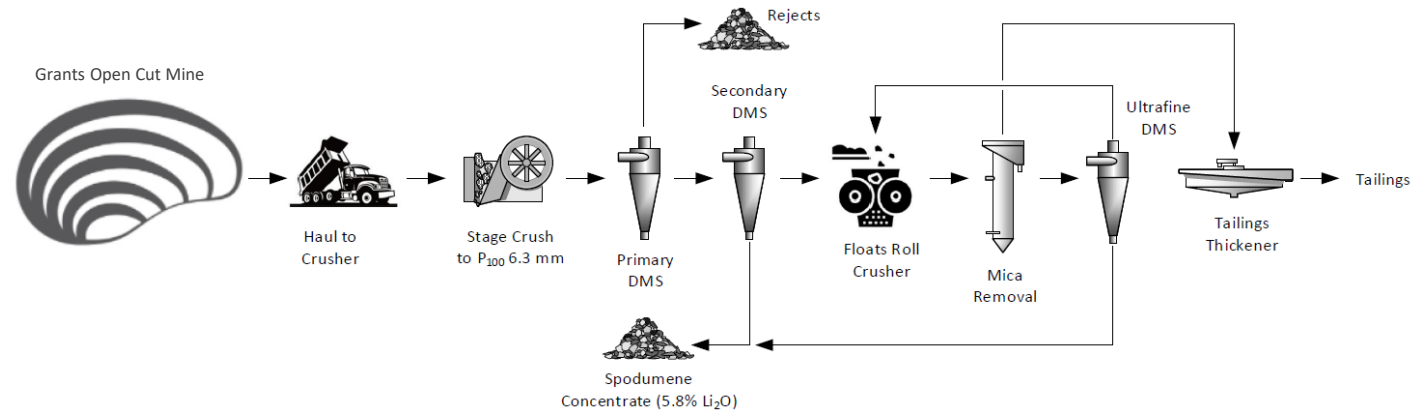 Rejects
Grants Open Cut Mine
Secondary
DMS
Ultrafine
DMS
Tailings
Haul to
Crusher
Stage Crush
to P₁₀₀ 6.3 mm
Primary
DMS
Floats Roll
Crusher
Mica
Removal
Tailings
Thickener
Spodumene
Concentrate (5.8% Li₂O)